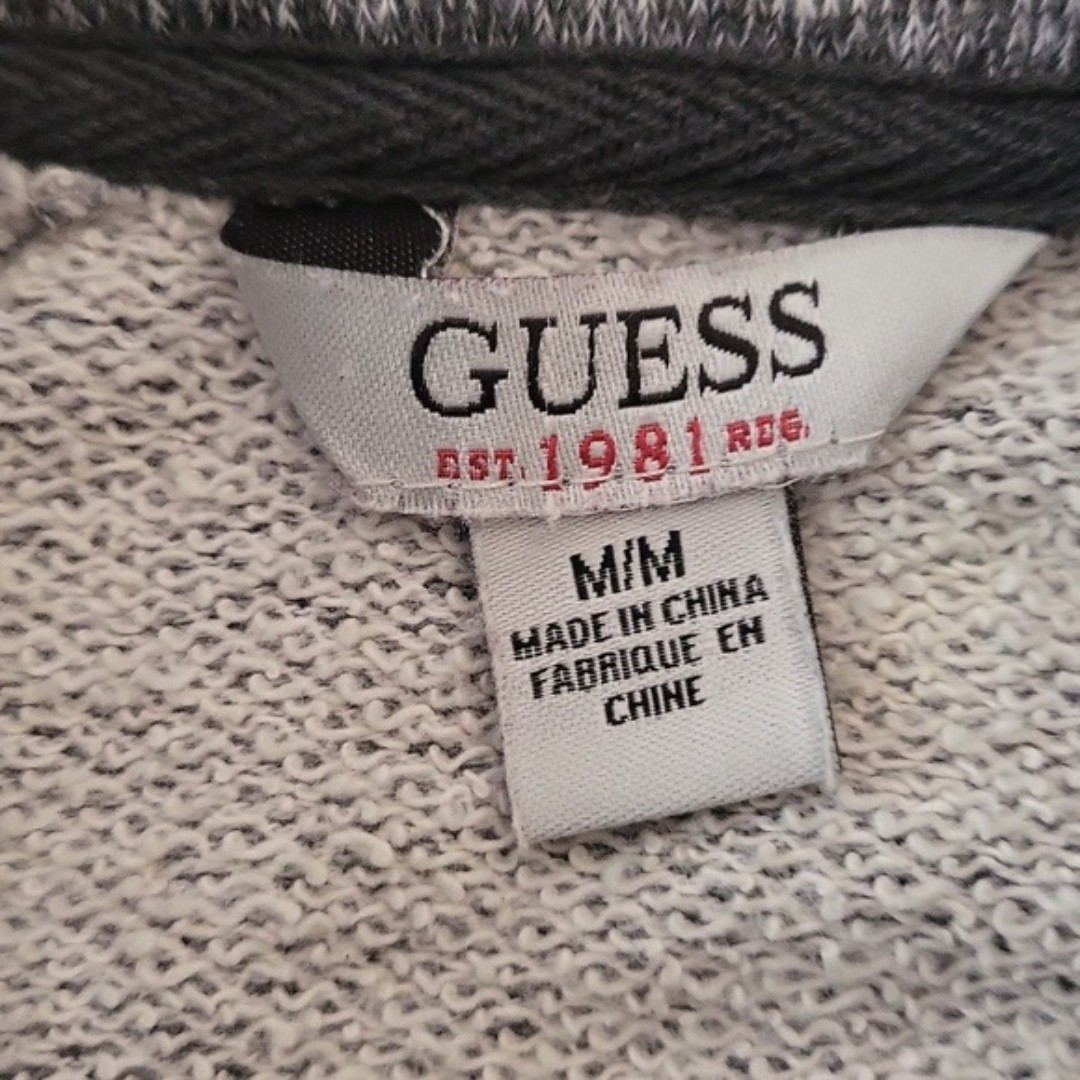 GUESS
EST. 1981 REG.
M/M
MADE IN CHINA
FABRIQUE EN
CHINE